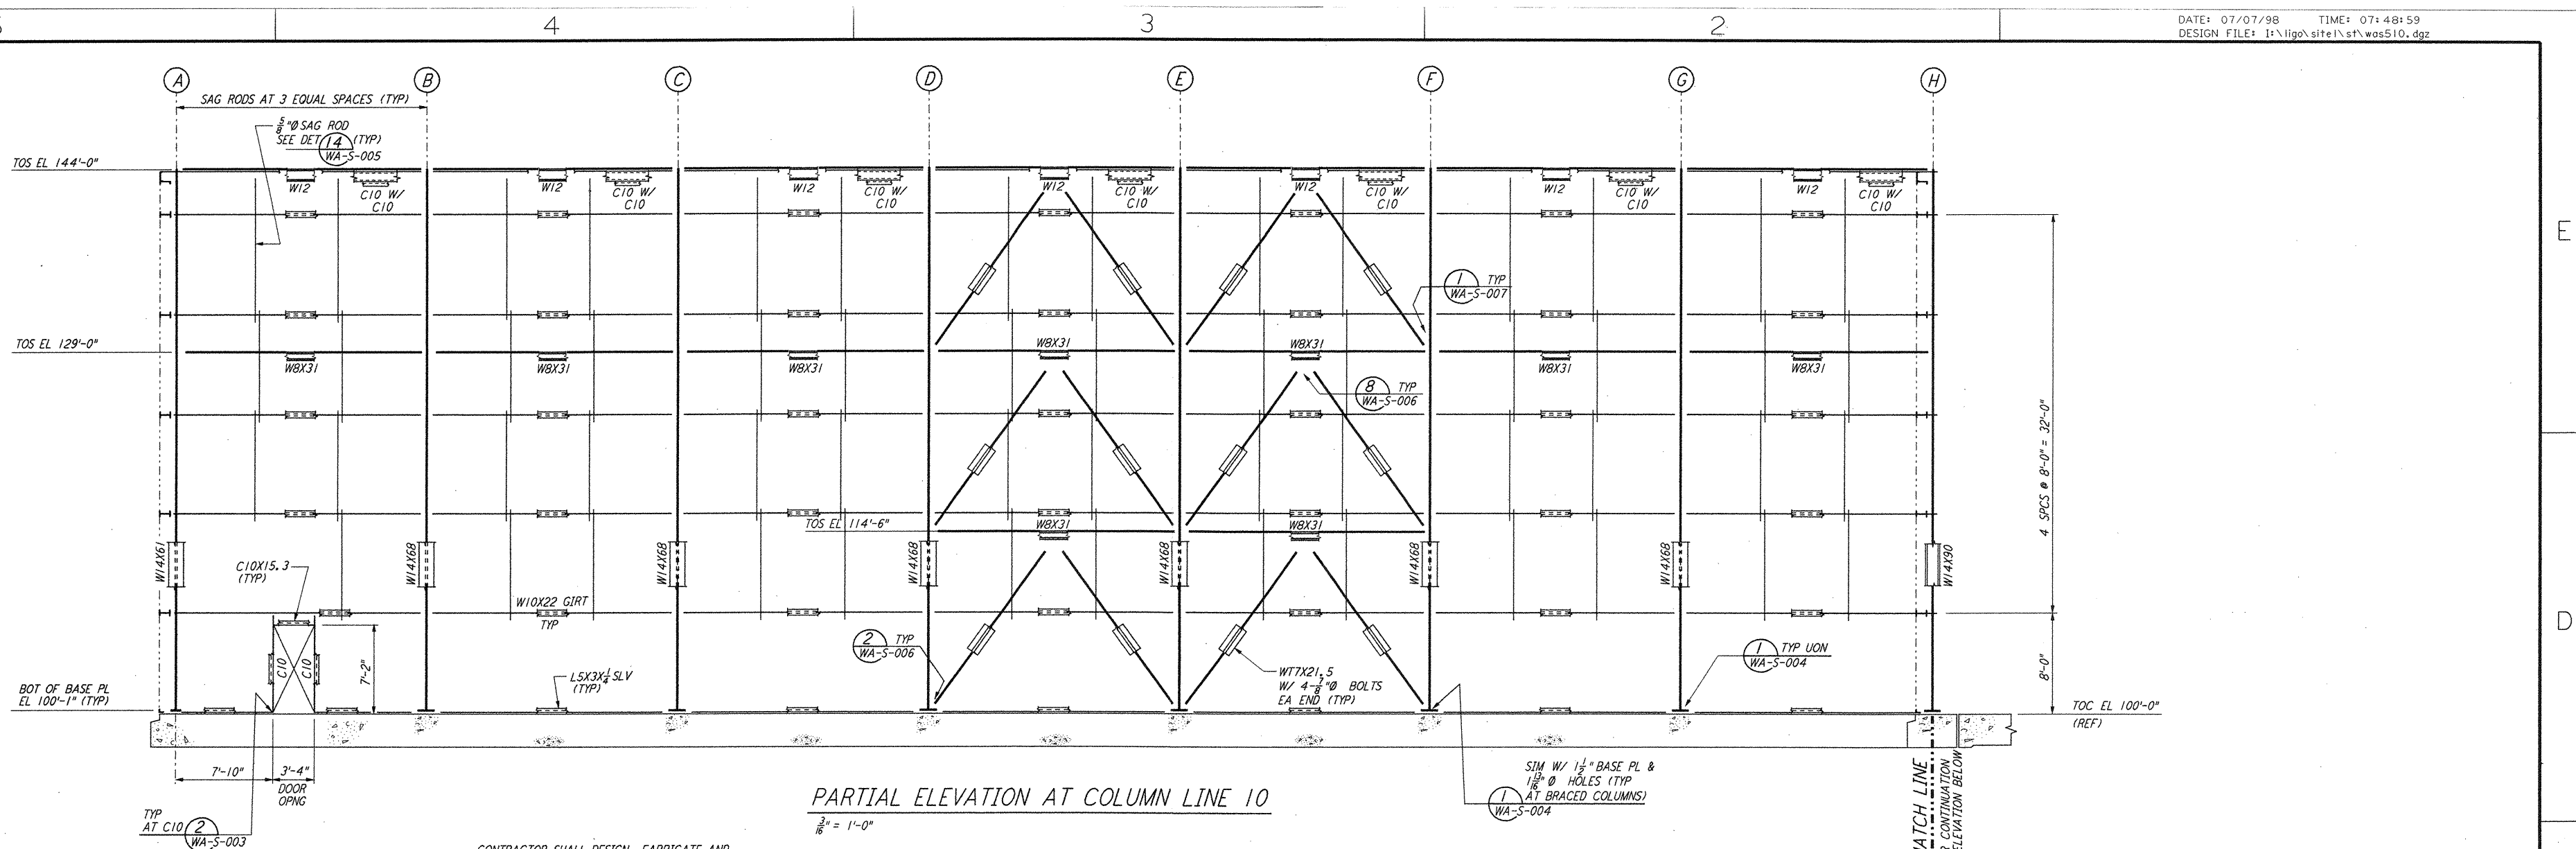 4
3
2
DATE: 07/07/98 TIME: 07:48:59
DESIGN FILE: I:\ligo\site1\st\was510.dgz
A B C D E F G H
SAG RODS AT 3 EQUAL SPACES (TYP)
5/8"Ø SAG ROD
SEE DET 14 (TYP)
WA-S-005
TOS EL 144'-0"
W12 W12 W12 W12 W12 W12 W12
C10 W/ C10 W/ C10 W/ C10 W/ C10 W/ C10 W/ C10 W/
C10 C10 C10 C10 C10 C10 C10
E
1 TYP
WA-S-007
TOS EL 129'-0"
W8X31 W8X31
W8X31 W8X31 W8X31 W8X31 W8X31
8 TYP
WA-S-006
4 SPCS @ 8'-0" = 32'-0"
TOS EL 114'-6"
W8X31 W8X31
W14X61
W14X68
W14X68
W14X68
W14X68
W14X68
W14X68
W14X90
C10X15.3
(TYP)
W10X22 GIRT
TYP
D
C10
C10
7'-2"
2 TYP
WA-S-006
1 TYP UON
WA-S-004
8'-0"
L5X3X1/4 SLV
(TYP)
WT7X21.5
W/ 4-7/8"Ø BOLTS
EA END (TYP)
BOT OF BASE PL
EL 100'-1" (TYP)
TOC EL 100'-0"
(REF)
7'-10" 3'-4"
DOOR
OPNG
TYP
AT C10 2
WA-S-003
PARTIAL ELEVATION AT COLUMN LINE 10
3/16" = 1'-0"
SIM W/ 1 1/2" BASE PL &
1 13/16" Ø HOLES (TYP
1 AT BRACED COLUMNS)
WA-S-004
LINE
CONTINUATION
ELEVATION BELOW
CONTRACTOR SHALL DESIGN, FABRICATE AND